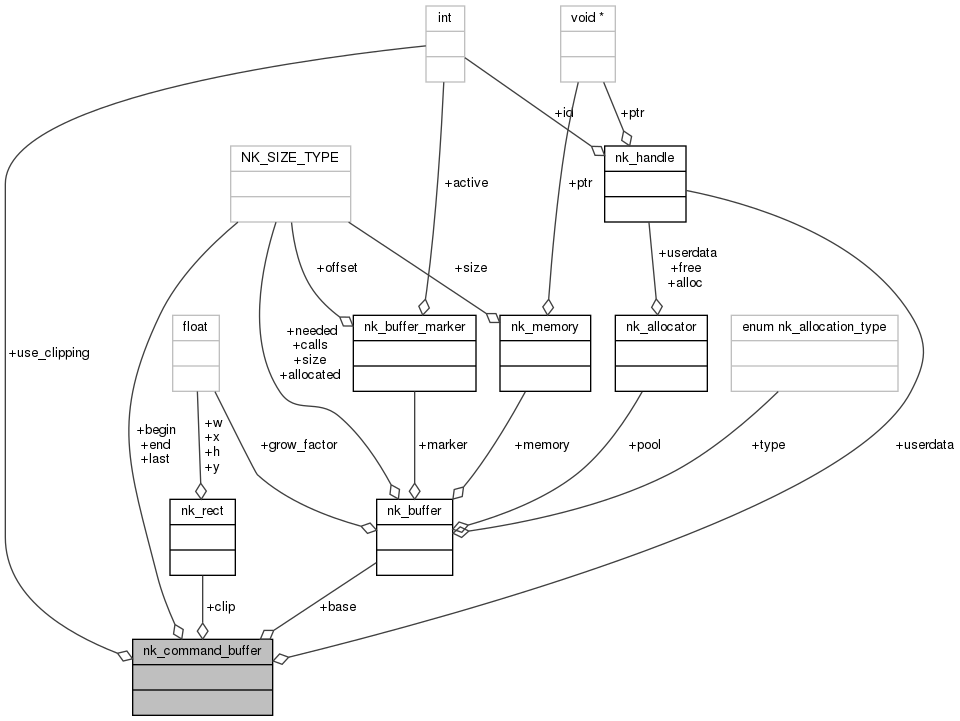 int
void *
+id
+ptr
NK_SIZE_TYPE
nk_handle
+active
+ptr
+userdata
+free
+alloc
+offset
+size
float
nk_buffer_marker
nk_memory
nk_allocator
enum nk_allocation_type
+use_clipping
+needed
+calls
+size
+allocated
+begin
+end
+last
+w
+x
+h
+y
+grow_factor
+marker
+memory
+pool
+type
+userdata
nk_rect
nk_buffer
+clip
+base
nk_command_buffer